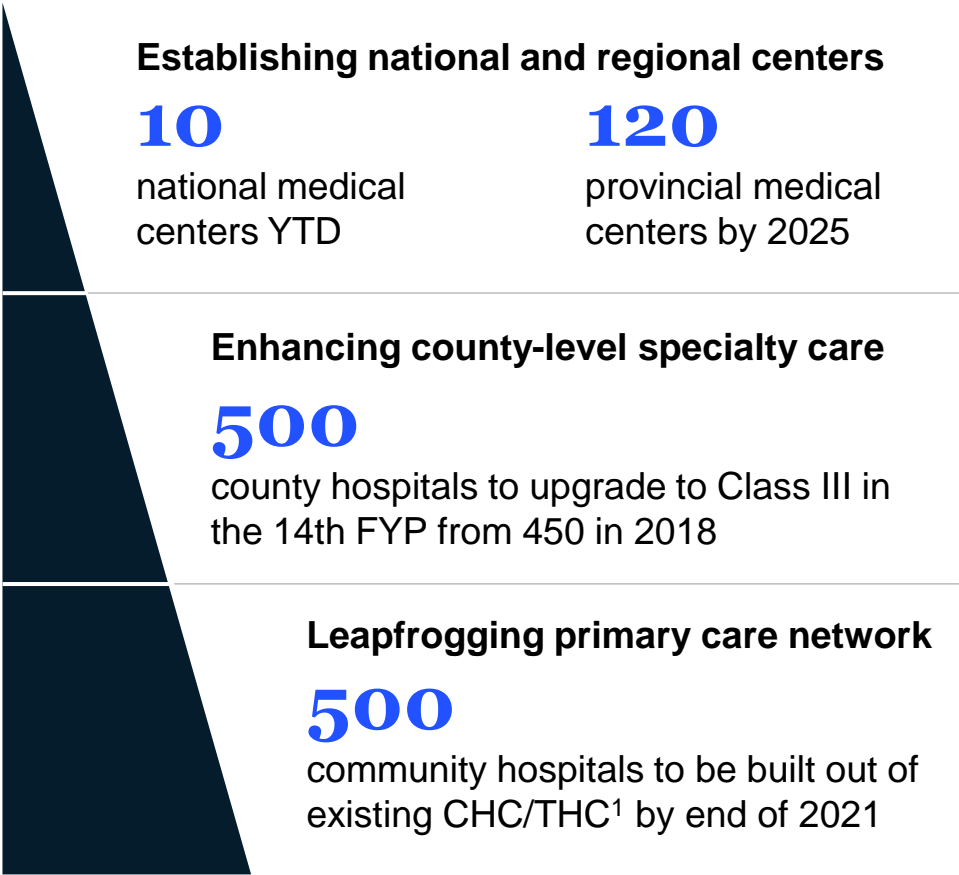 Establishing national and regional centers
10
national medical
centers YTD
120
provincial medical
centers by 2025
Enhancing county-level specialty care
500
county hospitals to upgrade to Class III in
the 14th FYP from 450 in 2018
Leapfrogging primary care network
500
community hospitals to be built out of
existing CHC/THC¹ by end of 2021